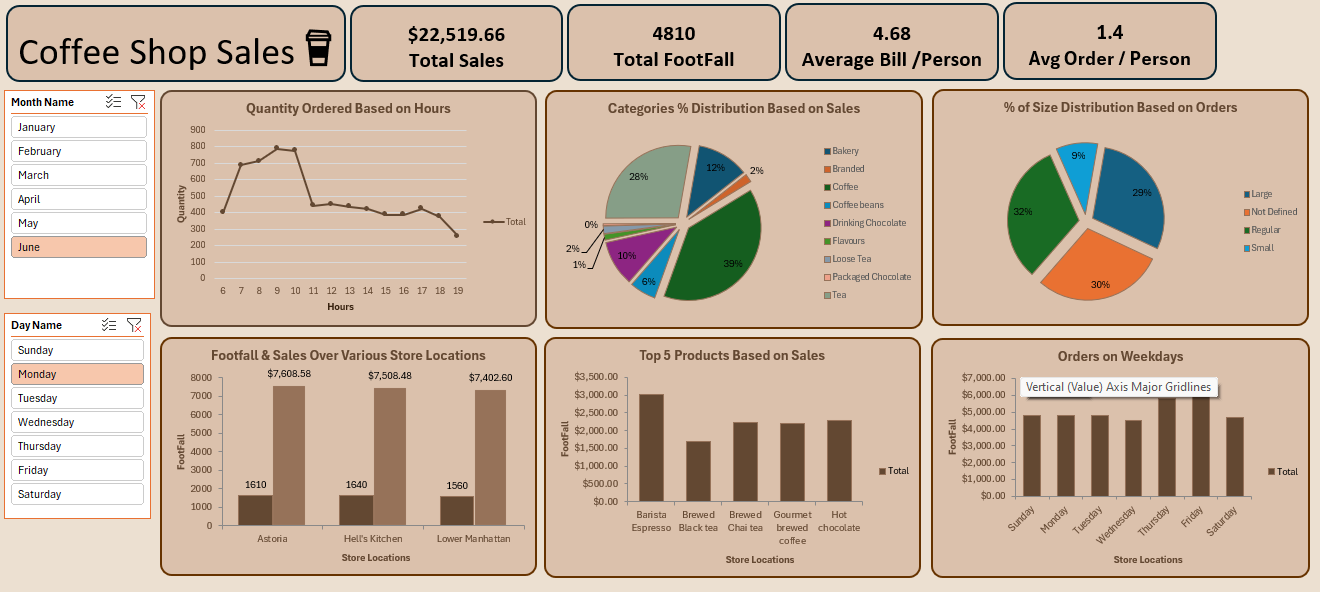 Coffee Shop Sales
$22,519.66
Total Sales
4810
Total FootFall
4.68
Average Bill /Person
1.4
Avg Order / Person
Month Name
January
February
March
April
May
June
Day Name
Sunday
Monday
Tuesday
Wednesday
Thursday
Friday
Saturday
Quantity Ordered Based on Hours
900
800
700
600
500
400
300
200
100
0
Quantity
6 7 8 9 10 11 12 13 14 15 16 17 18 19
Hours
Total
Categories % Distribution Based on Sales
12%
2%
39%
6%
10%
1%
2%
0%
28%
Bakery
Branded
Coffee
Coffee beans
Drinking Chocolate
Flavours
Loose Tea
Packaged Chocolate
Tea
% of Size Distribution Based on Orders
9%
29%
30%
32%
Large
Not Defined
Regular
Small
Footfall & Sales Over Various Store Locations
8000
7000
6000
5000
4000
3000
2000
1000
0
FootFall
$7,608.58
$7,508.48
$7,402.60
1610
1640
1560
Astoria
Hell's Kitchen
Lower Manhattan
Store Locations
Top 5 Products Based on Sales
$3,500.00
$3,000.00
$2,500.00
$2,000.00
$1,500.00
$1,000.00
$500.00
$0.00
FootFall
Barista
Espresso
Brewed
Black tea
Brewed
Chai tea
Gourmet
brewed
coffee
Hot
chocolate
Store Locations
Total
Orders on Weekdays
$7,000.00
$6,000.00
$5,000.00
$4,000.00
$3,000.00
$2,000.00
$1,000.00
$0.00
FootFall
Vertical (Value) Axis Major Gridlines
Sunday
Monday
Tuesday
Wednesday
Thursday
Friday
Saturday
Store Locations
Total